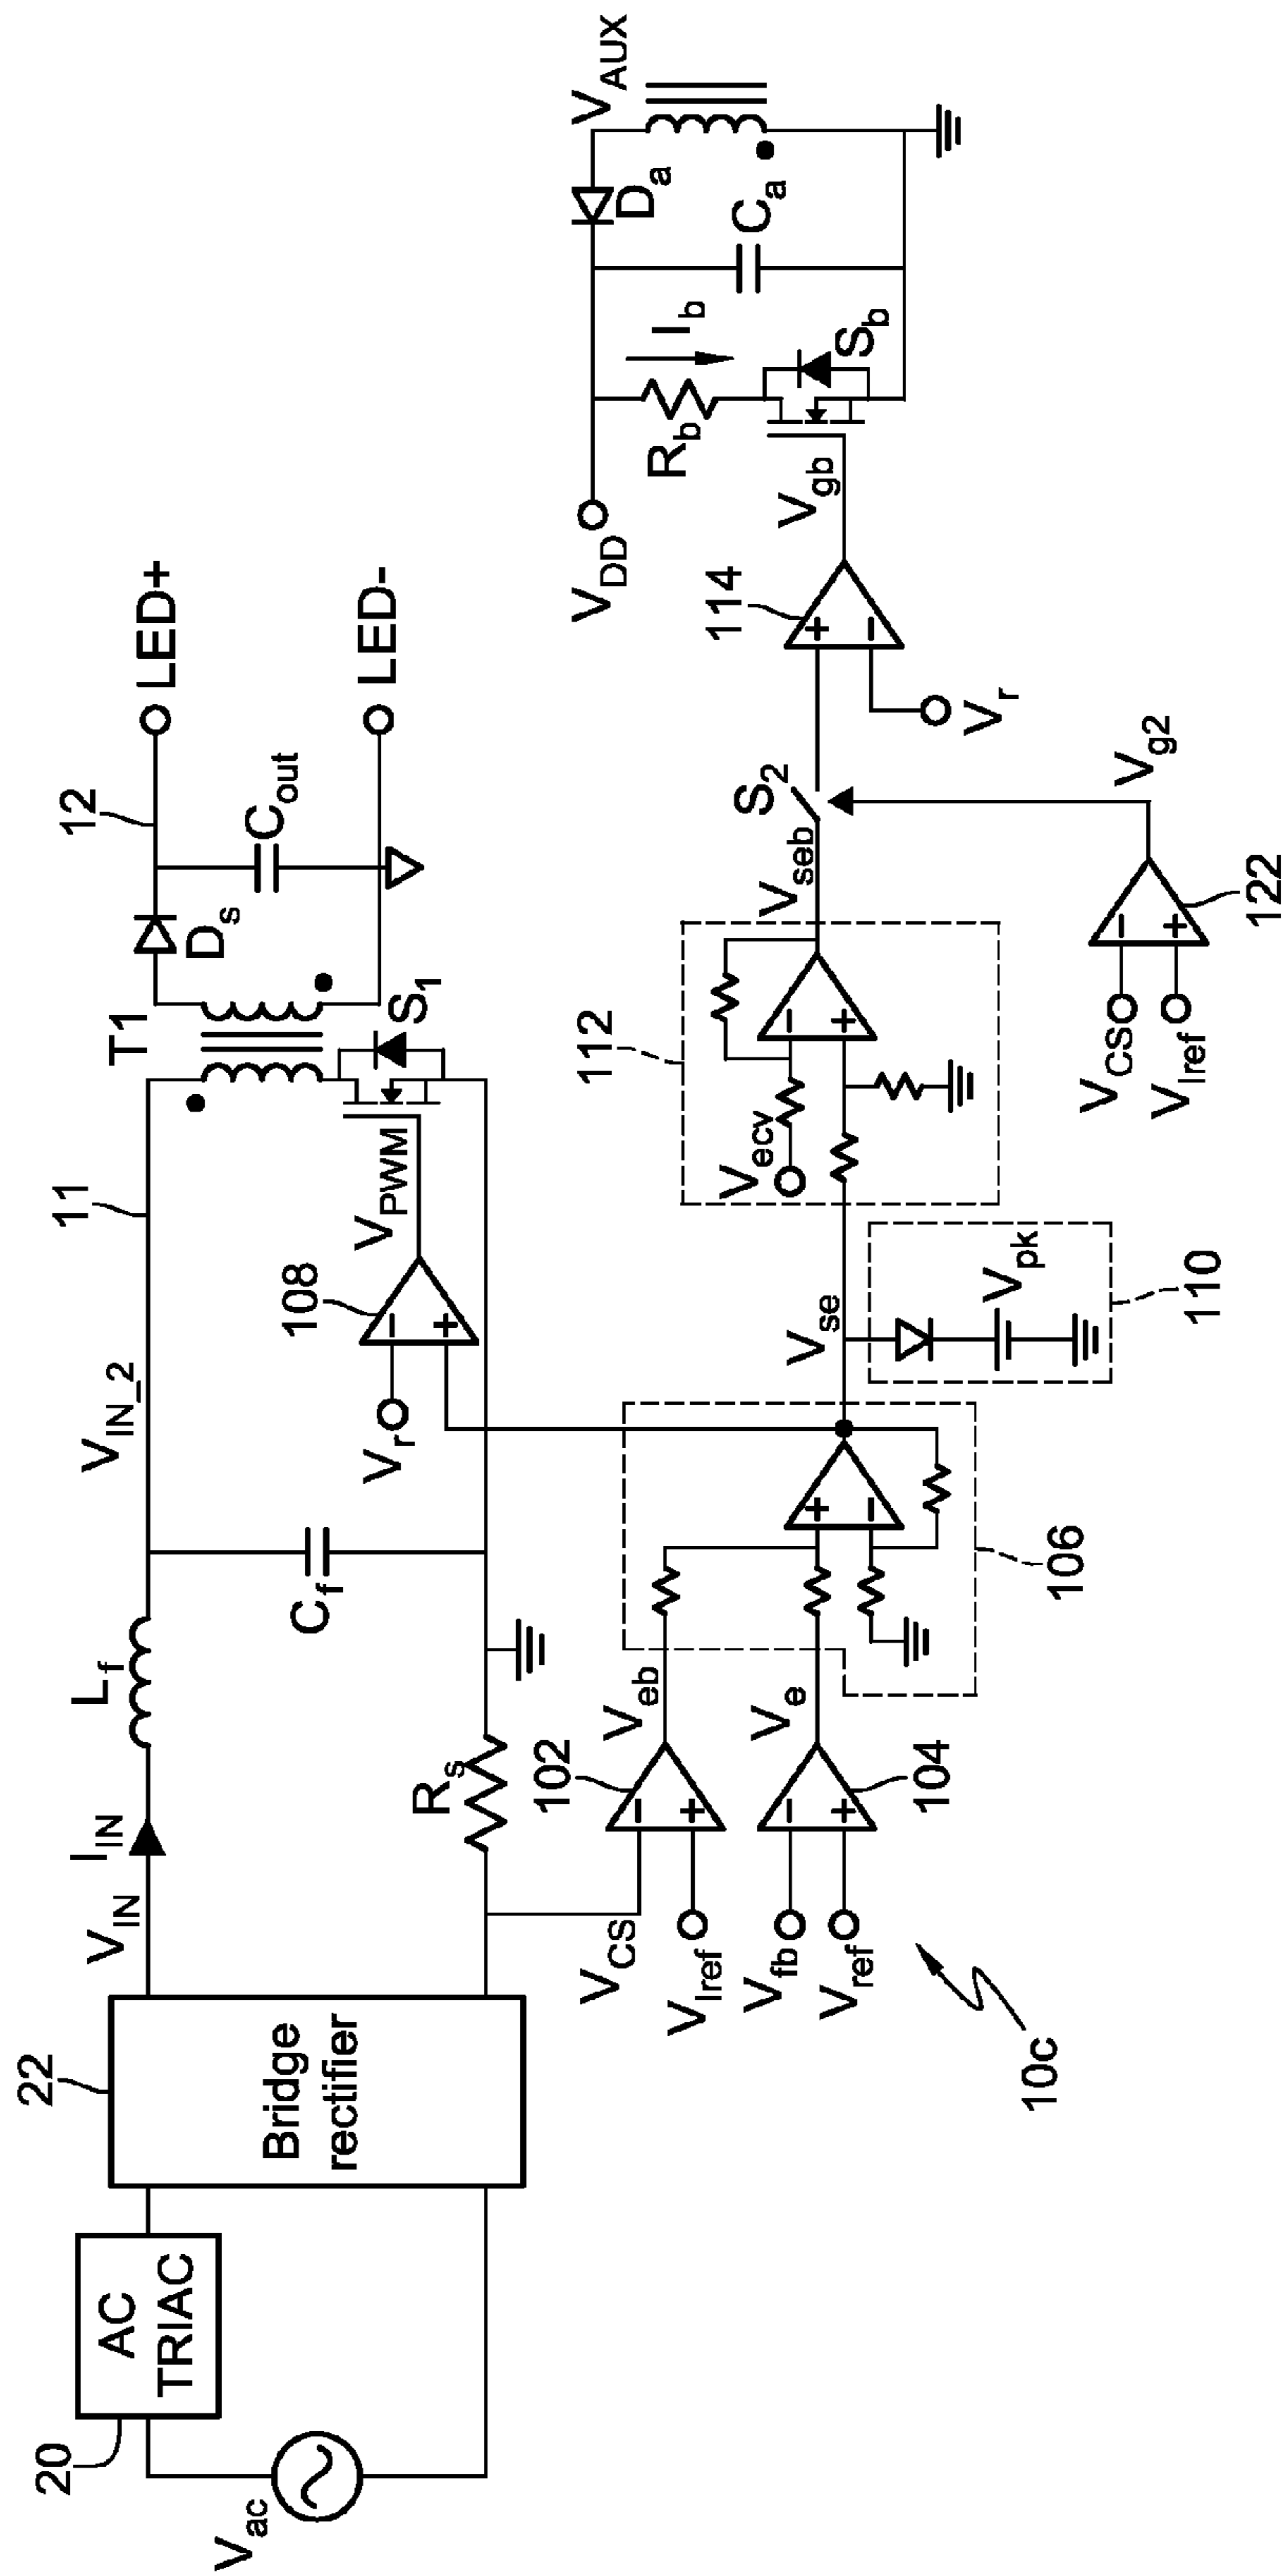 20
AC
TRIAC
V_ac
22
Bridge
rectifier
V_IN
I_IN
L_f
V_IN_2
11
C_f
R_s
T1
S_1
V_PWM
108
-
+
V_r
D_s
12
C_out
LED+
LED-
V_CS
V_Iref
-
+
102
V_eb
V_fb
V_ref
-
+
104
V_e
+
-
106
V_se
V_pk
110
112
V_ecv
-
+
V_seb
S_2
V_CS
V_Iref
-
+
122
V_g2
114
+
-
V_r
V_gb
V_DD
R_b
I_b
S_b
C_a
D_a
V_AUX
10c